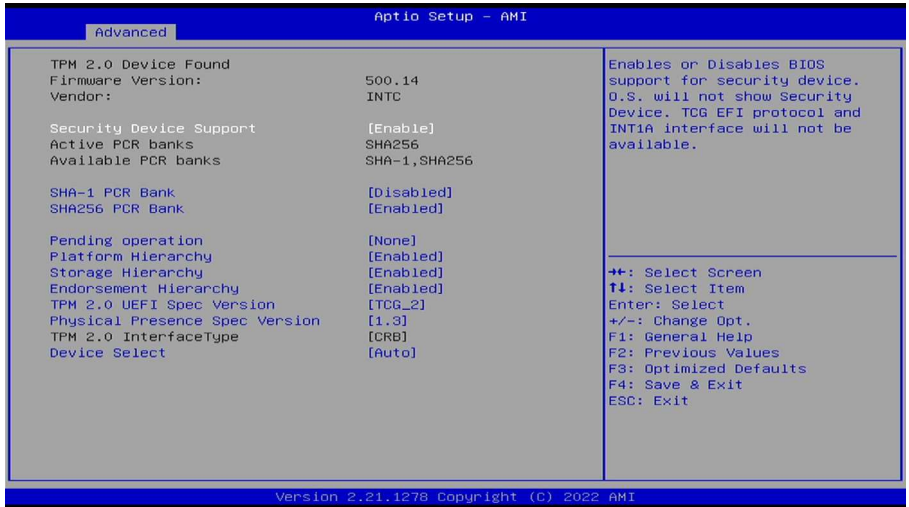 Aptio Setup – AMI
Advanced
TPM 2.0 Device Found
Firmware Version: 500.14
Vendor: INTC
Security Device Support [Enable]
Active PCR banks SHA256
Available PCR banks SHA-1,SHA256
SHA-1 PCR Bank [Disabled]
SHA256 PCR Bank [Enabled]
Pending operation [None]
Platform Hierarchy [Enabled]
Storage Hierarchy [Enabled]
Endorsement Hierarchy [Enabled]
TPM 2.0 UEFI Spec Version [TCG_2]
Physical Presence Spec Version [1.3]
TPM 2.0 InterfaceType [CRB]
Device Select [Auto]
Enables or Disables BIOS
support for security device.
O.S. will not show Security
Device. TCG EFI protocol and
INT1A interface will not be
available.
→←: Select Screen
↑↓: Select Item
Enter: Select
+/-: Change Opt.
F1: General Help
F2: Previous Values
F3: Optimized Defaults
F4: Save & Exit
ESC: Exit
Version 2.21.1278 Copyright (C) 2022 AMI